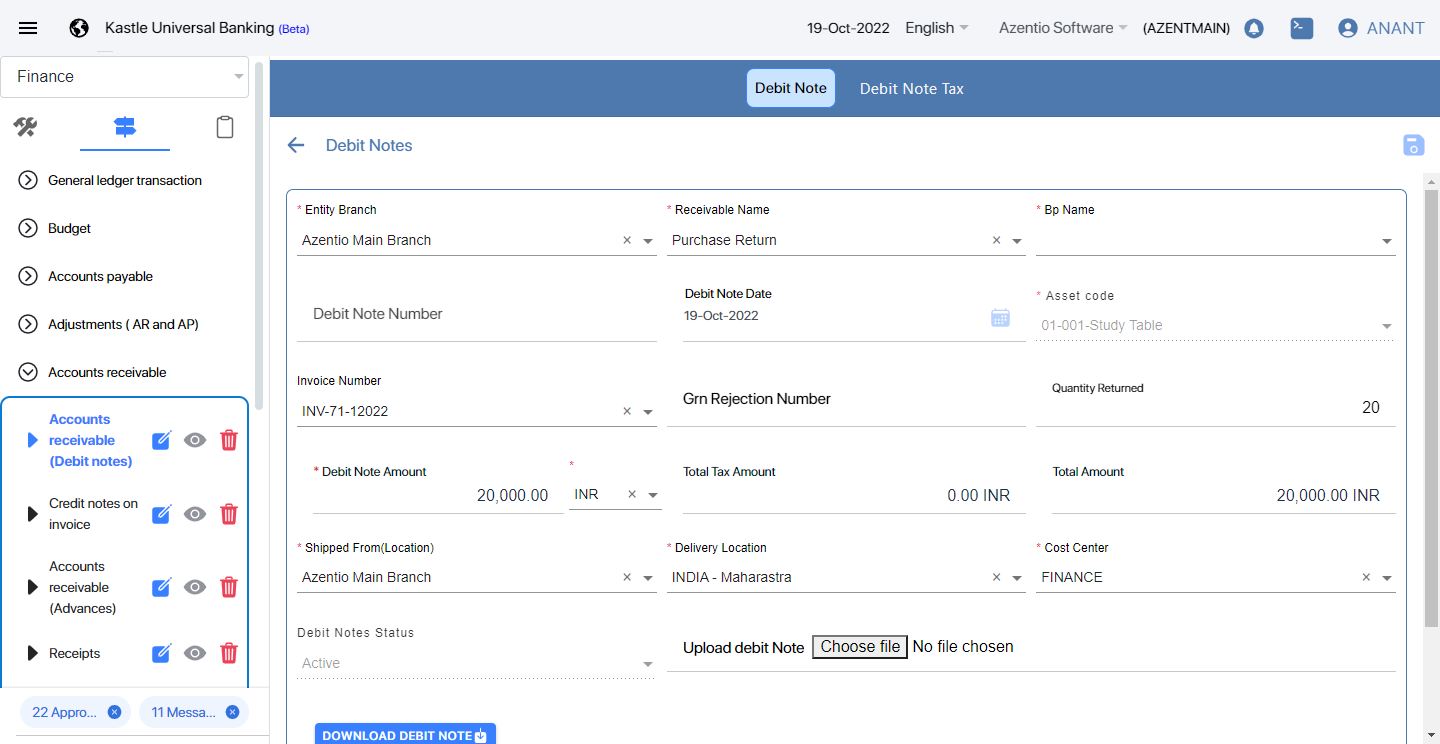 Kastle Universal Banking (Beta)
19-Oct-2022 English Azentio Software (AZENTMAIN) ANANT
Finance
General ledger transaction
Budget
Accounts payable
Adjustments ( AR and AP)
Accounts receivable
Accounts
receivable
(Debit notes)
Credit notes on
invoice
Accounts
receivable
(Advances)
Receipts
22 Appro...
11 Messa...
Debit Note
Debit Note Tax
Debit Notes
* Entity Branch
Azentio Main Branch ×
* Receivable Name
Purchase Return ×
* Bp Name
Debit Note Number
Debit Note Date
19-Oct-2022
* Asset code
01-001-Study Table
Invoice Number
INV-71-12022 ×
Grn Rejection Number
Quantity Returned
20
* Debit Note Amount
20,000.00
*
INR ×
Total Tax Amount
0.00 INR
Total Amount
20,000.00 INR
* Shipped From(Location)
Azentio Main Branch ×
* Delivery Location
INDIA - Maharastra ×
* Cost Center
FINANCE ×
Debit Notes Status
Active
Upload debit Note Choose file No file chosen
DOWNLOAD DEBIT NOTE